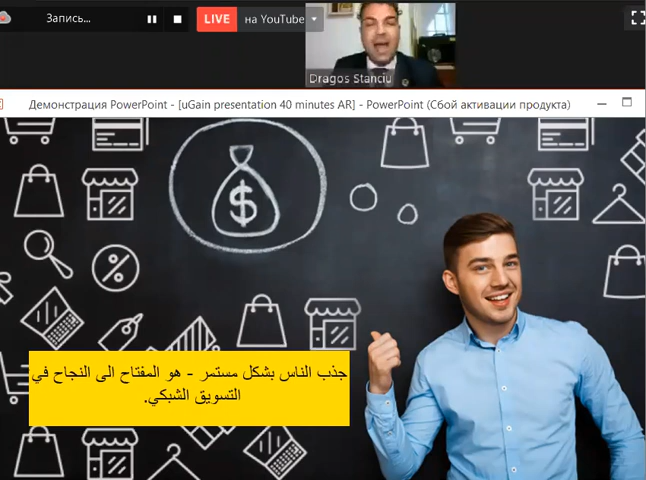 Запись...
LIVE
на YouTube
Dragos Stanciu
Демонстрация PowerPoint - [uGain presentation 40 minutes AR] - PowerPoint (Сбой активации продукта)
$
%
جذب الناس بشكل مستمر - هو المفتاح الى النجاح في
التسويق الشبكي.